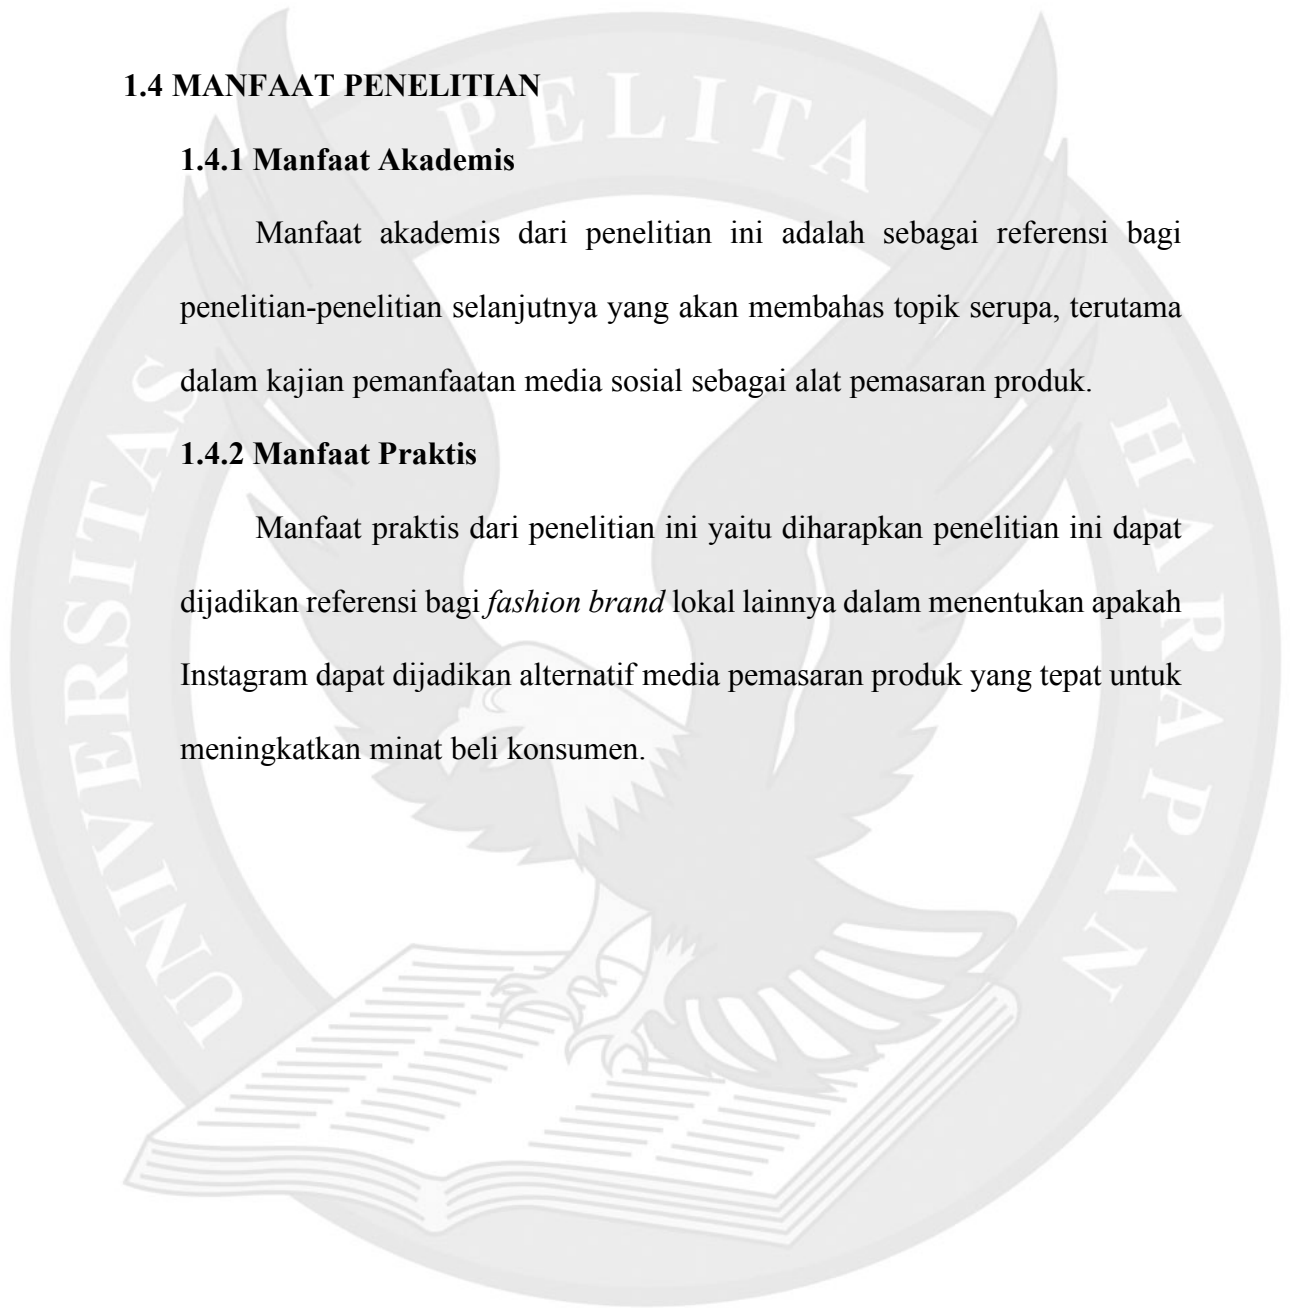 1.4 MANFAAT PENELITIAN
1.4.1 Manfaat Akademis
Manfaat akademis dari penelitian ini adalah sebagai referensi bagi
penelitian-penelitian selanjutnya yang akan membahas topik serupa, terutama
dalam kajian pemanfaatan media sosial sebagai alat pemasaran produk.
1.4.2 Manfaat Praktis
Manfaat praktis dari penelitian ini yaitu diharapkan penelitian ini dapat
dijadikan referensi bagi fashion brand lokal lainnya dalam menentukan apakah
Instagram dapat dijadikan alternatif media pemasaran produk yang tepat untuk
meningkatkan minat beli konsumen.
UNIVERSITAS PELITA HARAPAN